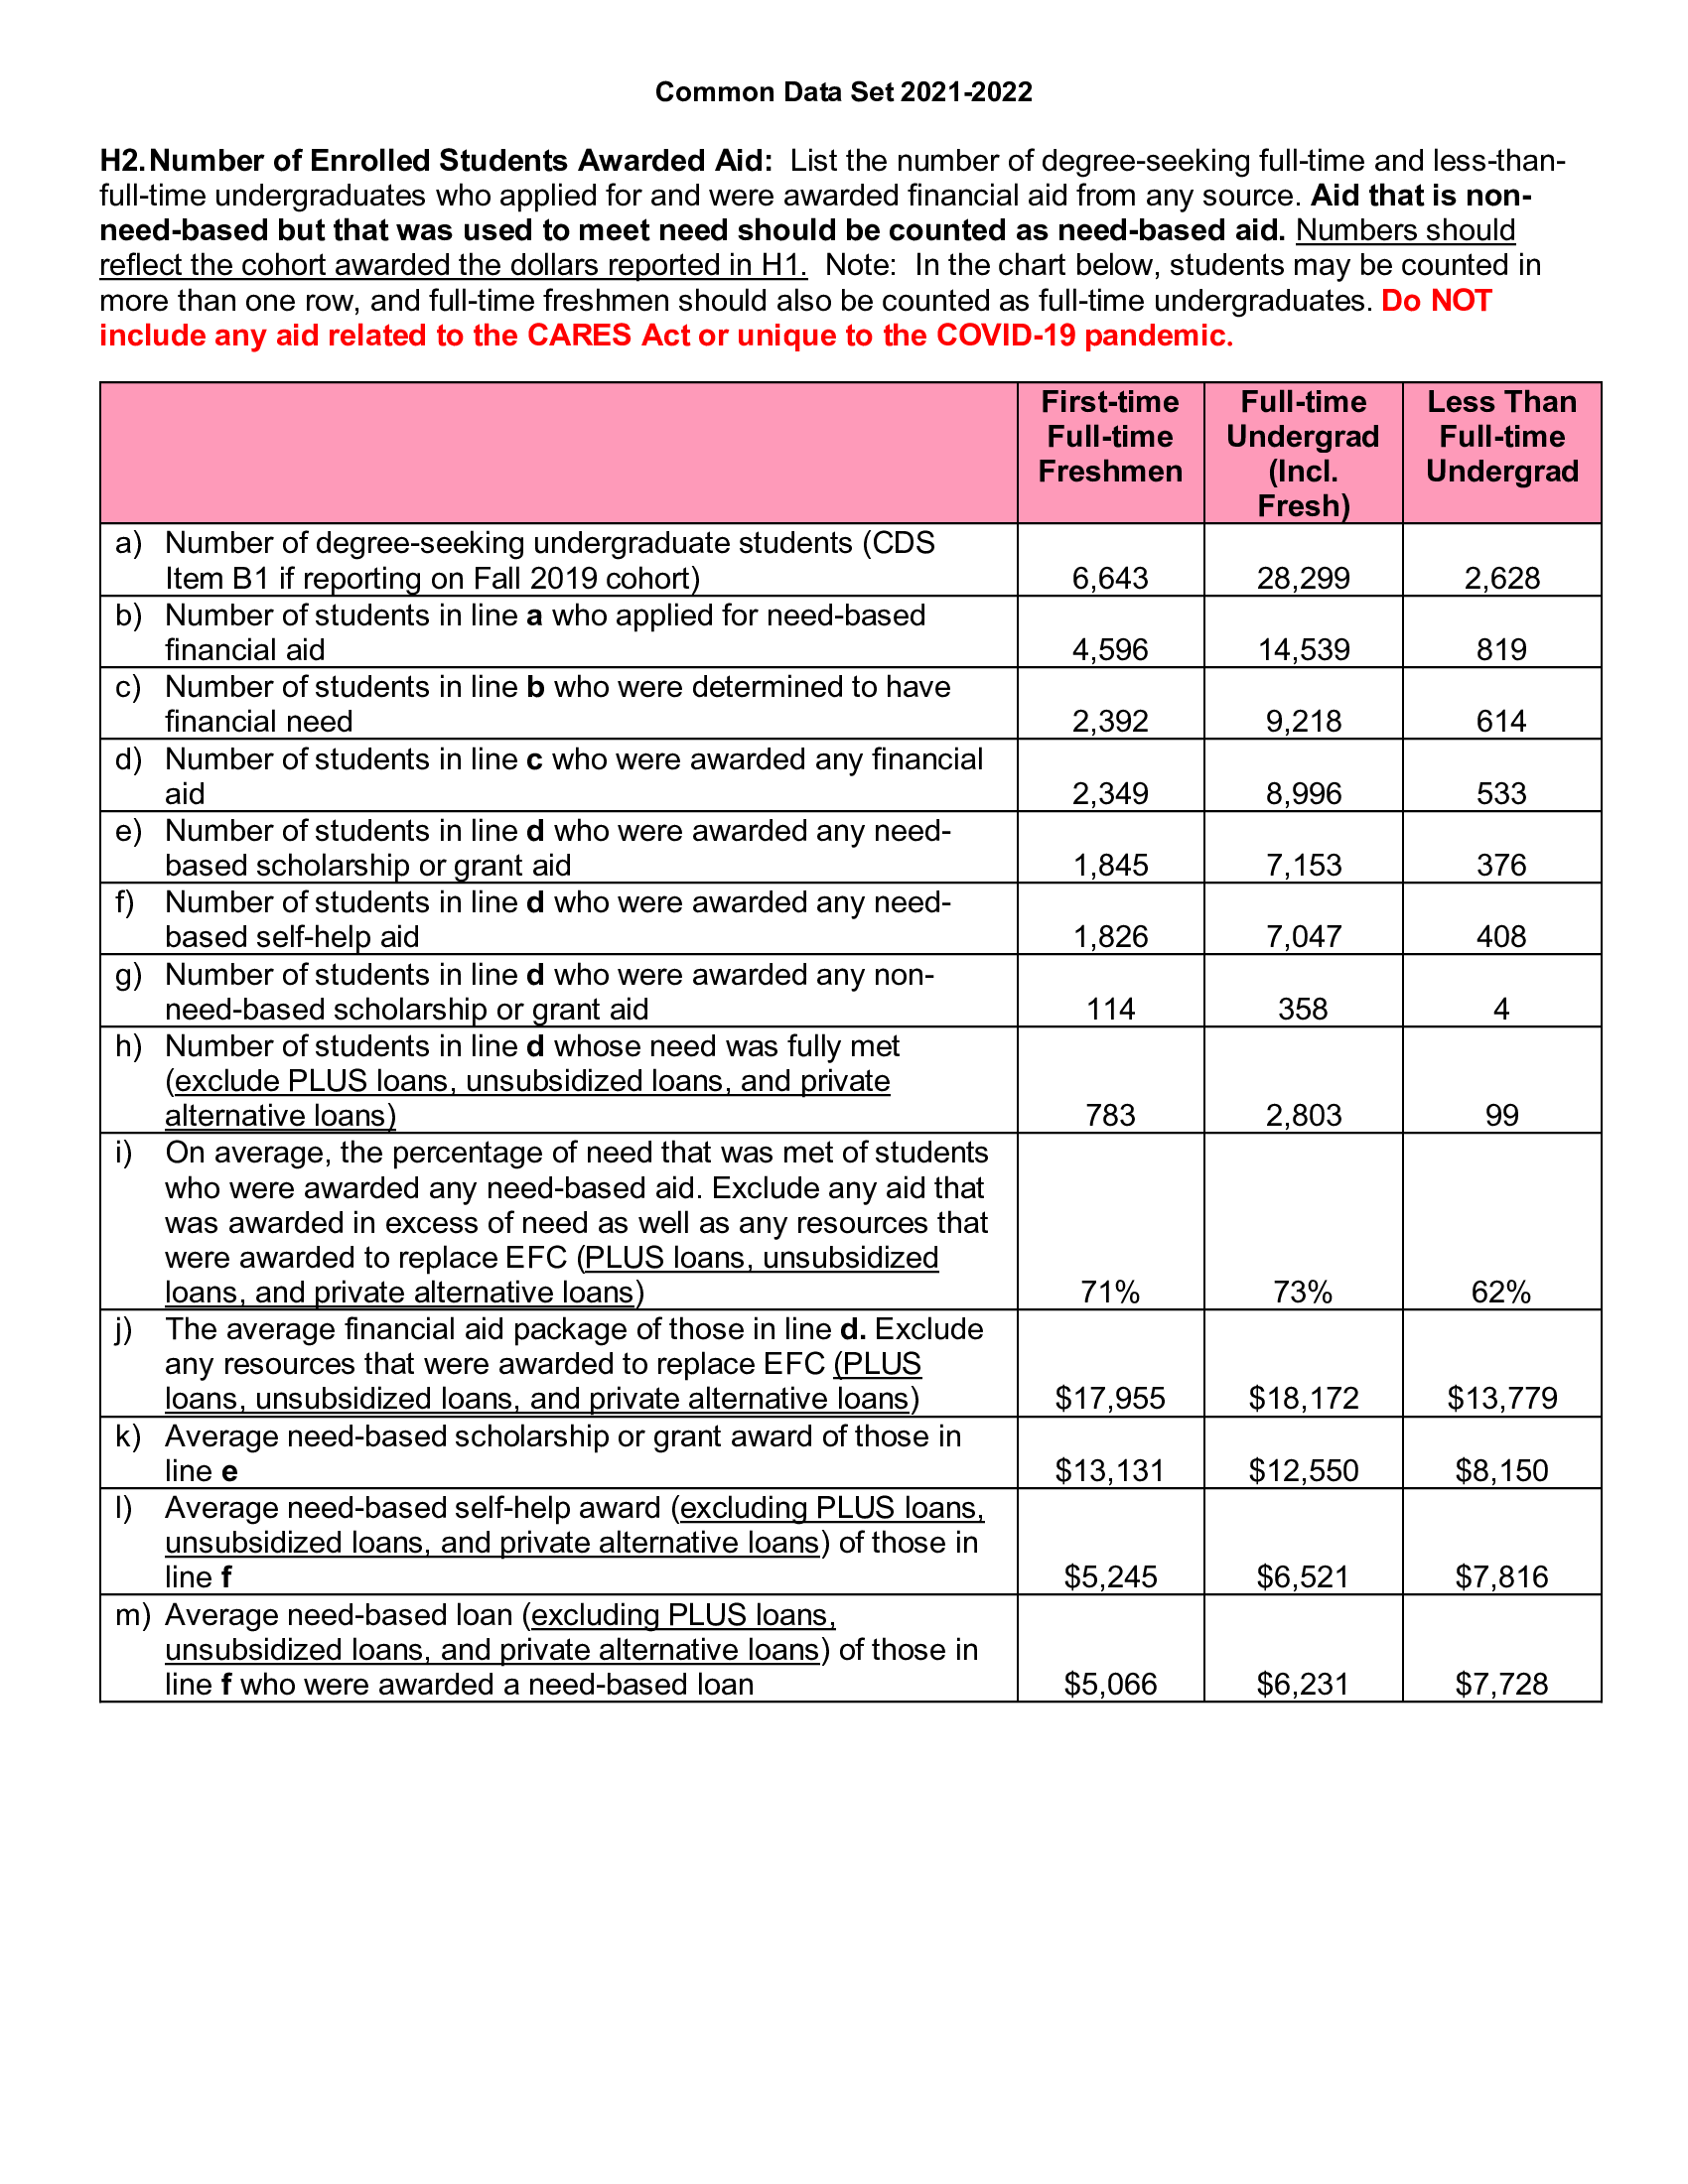 Common Data Set 2021-2022
H2. Number of Enrolled Students Awarded Aid:  List the number of degree-seeking full-time and less-than-
full-time undergraduates who applied for and were awarded financial aid from any source. Aid that is non-
need-based but that was used to meet need should be counted as need-based aid. Numbers should
reflect the cohort awarded the dollars reported in H1.  Note:  In the chart below, students may be counted in
more than one row, and full-time freshmen should also be counted as full-time undergraduates. Do NOT
include any aid related to the CARES Act or unique to the COVID-19 pandemic.
First-time
Full-time
Freshmen
Full-time
Undergrad
(Incl.
Fresh)
Less Than
Full-time
Undergrad
a) Number of degree-seeking undergraduate students (CDS
Item B1 if reporting on Fall 2019 cohort) 6,643 28,299 2,628
b) Number of students in line a who applied for need-based
financial aid 4,596 14,539 819
c) Number of students in line b who were determined to have
financial need 2,392 9,218 614
d) Number of students in line c who were awarded any financial
aid 2,349 8,996 533
e) Number of students in line d who were awarded any need-
based scholarship or grant aid 1,845 7,153 376
f) Number of students in line d who were awarded any need-
based self-help aid 1,826 7,047 408
g) Number of students in line d who were awarded any non-
need-based scholarship or grant aid 114 358 4
h) Number of students in line d whose need was fully met
(exclude PLUS loans, unsubsidized loans, and private
alternative loans) 783 2,803 99
i) On average, the percentage of need that was met of students
who were awarded any need-based aid. Exclude any aid that
was awarded in excess of need as well as any resources that
were awarded to replace EFC (PLUS loans, unsubsidized
loans, and private alternative loans) 71% 73% 62%
j) The average financial aid package of those in line d. Exclude
any resources that were awarded to replace EFC (PLUS
loans, unsubsidized loans, and private alternative loans) $17,955 $18,172 $13,779
k) Average need-based scholarship or grant award of those in
line e $13,131 $12,550 $8,150
l) Average need-based self-help award (excluding PLUS loans,
unsubsidized loans, and private alternative loans) of those in
line f $5,245 $6,521 $7,816
m) Average need-based loan (excluding PLUS loans,
unsubsidized loans, and private alternative loans) of those in
line f who were awarded a need-based loan $5,066 $6,231 $7,728